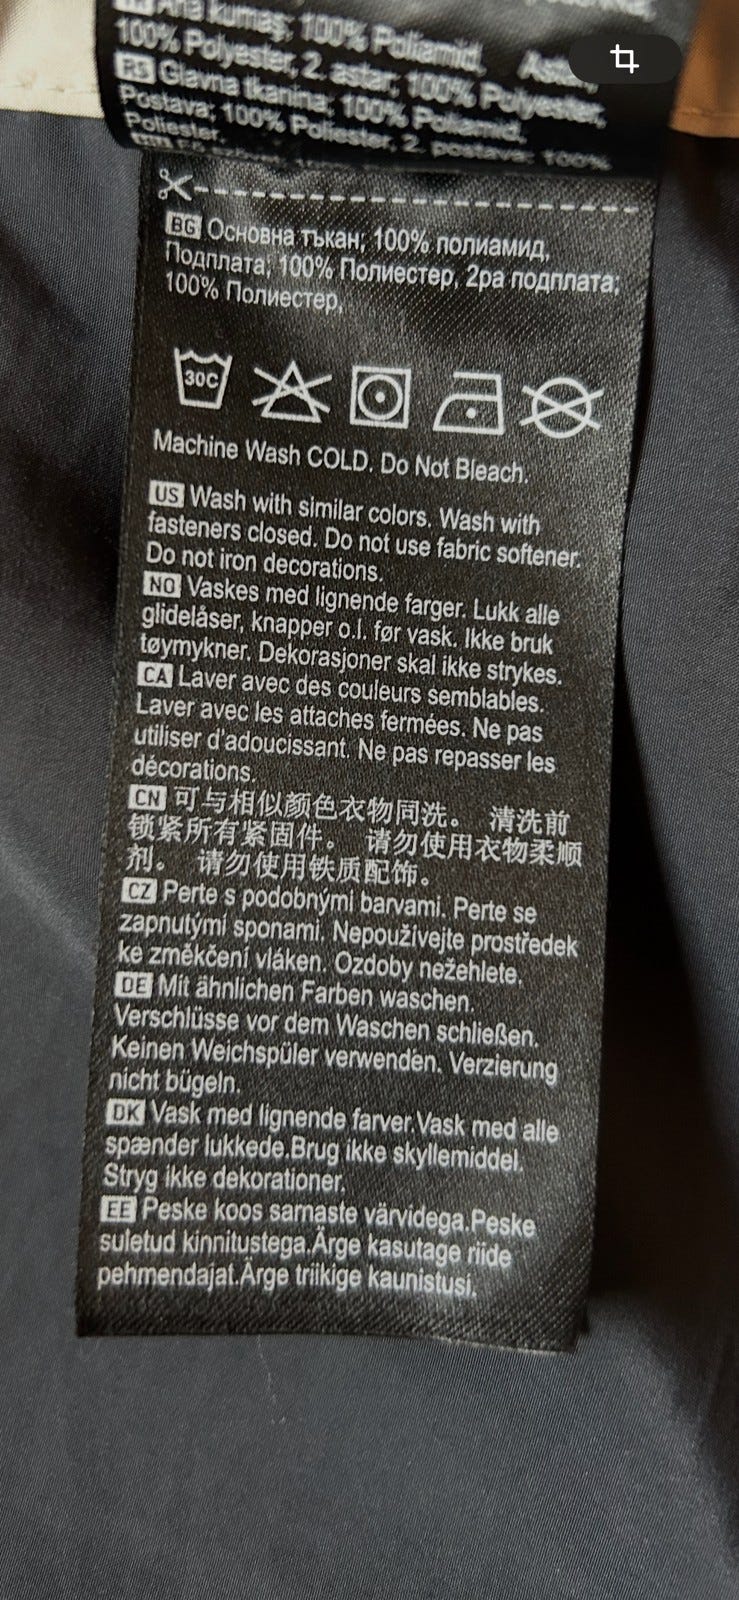 Ana kumaş; 100% Poliamid,
100% Polyester, 2. astar; 100% Polyester,
RS Glavna tkanina; 100% Poliamid,
Postava; 100% Poliester, 2. postava; 100%
Poliester,
BG Основна тъкан; 100% полиамид,
Подплата; 100% Полиестер, 2ра подплата;
100% Полиестер,
30C
Machine Wash COLD. Do Not Bleach.
US Wash with similar colors. Wash with
fasteners closed. Do not use fabric softener.
Do not iron decorations.
NO Vaskes med lignende farger. Lukk alle
glidelåser, knapper o.l. før vask. Ikke bruk
tøymykner. Dekorasjoner skal ikke strykes.
CA Laver avec des couleurs semblables.
Laver avec les attaches fermées. Ne pas
utiliser d'adoucissant. Ne pas repasser les
décorations.
CN 可与相似颜色衣物同洗。 清洗前
锁紧所有紧固件。 请勿使用衣物柔顺
剂。 请勿使用铁质配饰。
CZ Perte s podobnými barvami. Perte se
zapnutými sponami. Nepoužívejte prostředek
ke změkčení vláken. Ozdoby nežehlete.
DE Mit ähnlichen Farben waschen.
Verschlüsse vor dem Waschen schließen.
Keinen Weichspüler verwenden. Verzierung
nicht bügeln.
DK Vask med lignende farver.Vask med alle
spænder lukkede.Brug ikke skyllemiddel.
Stryg ikke dekorationer.
EE Peske koos samaste värvidega.Peske
suletud kinnitustega.Ärge kasutage riide
pehmendajat.Ärge triikige kaunistusi.